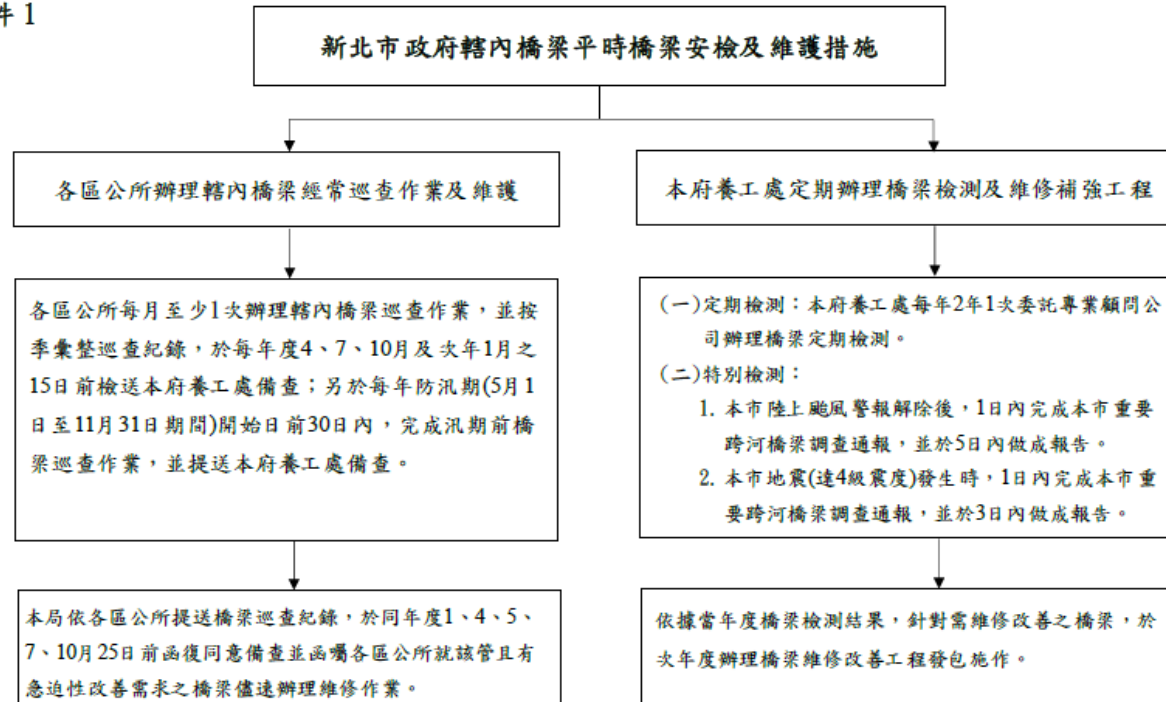 件 1
新北市政府轄內橋梁平時橋梁安檢及維護措施
各區公所辦理轄內橋梁經常巡查作業及維護
本府養工處定期辦理橋梁檢測及維修補強工程
各區公所每月至少1次辦理轄內橋梁巡查作業，並按
季彙整巡查紀錄，於每年度4、7、10月及次年1月之
15日前檢送本府養工處備查；另於每年防汛期(5月1
日至11月31日期間)開始日前30日內，完成汛期前橋
梁巡查作業，並提送本府養工處備查。
(一)定期檢測：本府養工處每年2年1次委託專業顧問公
司辦理橋梁定期檢測。
(二)特別檢測：
1. 本市陸上颱風警報解除後，1日內完成本市重要
跨河橋梁調查通報，並於5日內做成報告。
2. 本市地震(達4級震度)發生時，1日內完成本市重
要跨河橋梁調查通報，並於3日內做成報告。
本局依各區公所提送橋梁巡查紀錄，於同年度1、4、5、
7、10月25日前函復同意備查並函囑各區公所就該管且有
急迫性改善需求之橋梁儘速辦理維修作業。
依據當年度橋梁檢測結果，針對需維修改善之橋梁，於
次年度辦理橋梁維修改善工程發包施作。